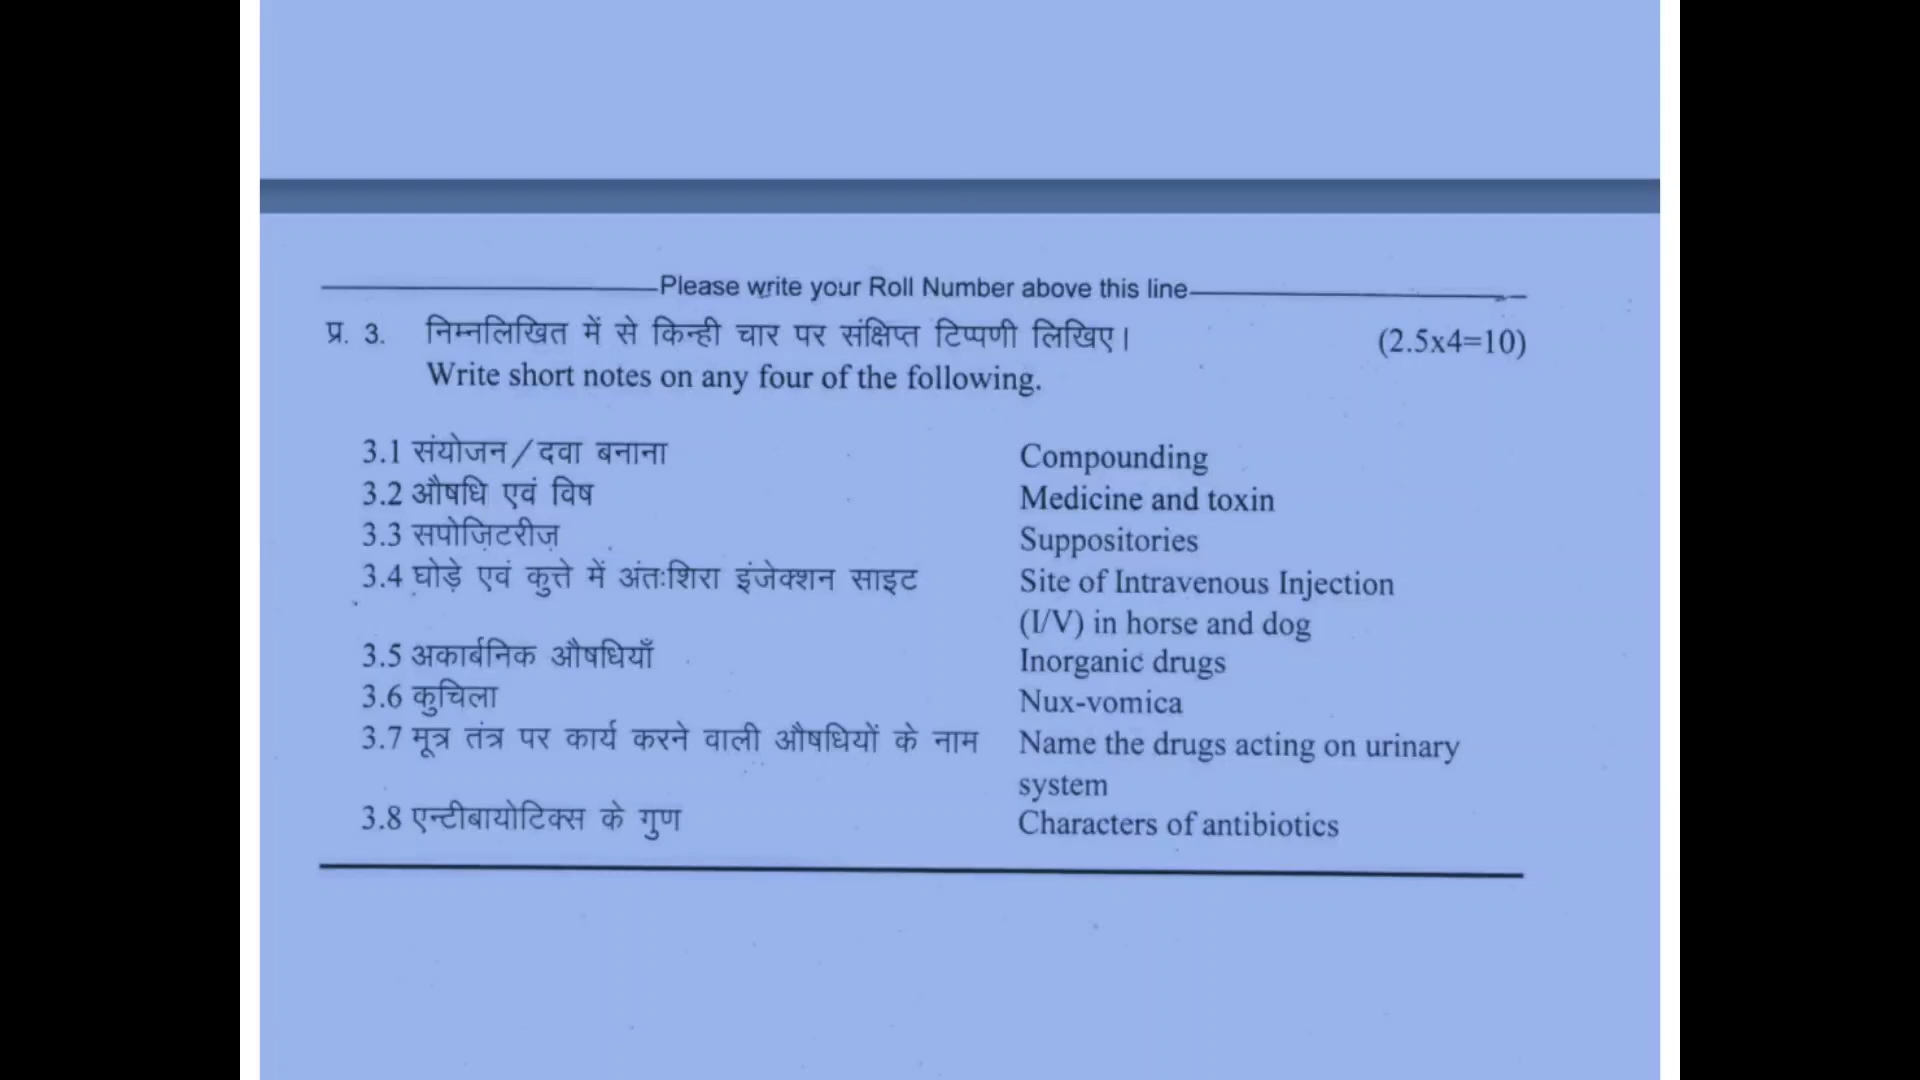 Please write your Roll Number above this line
प्र. 3. निम्नलिखित में से किन्ही चार पर संक्षिप्त टिप्पणी लिखिए। (2.5x4=10)
Write short notes on any four of the following.
3.1 संयोजन/दवा बनाना Compounding
3.2 औषधि एवं विष Medicine and toxin
3.3 सपोज़िटरीज़ Suppositories
3.4 घोड़े एवं कुत्ते में अंतःशिरा इंजेक्शन साइट Site of Intravenous Injection
(I/V) in horse and dog
3.5 अकार्बनिक औषधियाँ Inorganic drugs
3.6 कुचिला Nux-vomica
3.7 मूत्र तंत्र पर कार्य करने वाली औषधियों के नाम Name the drugs acting on urinary
system
3.8 एन्टीबायोटिक्स के गुण Characters of antibiotics